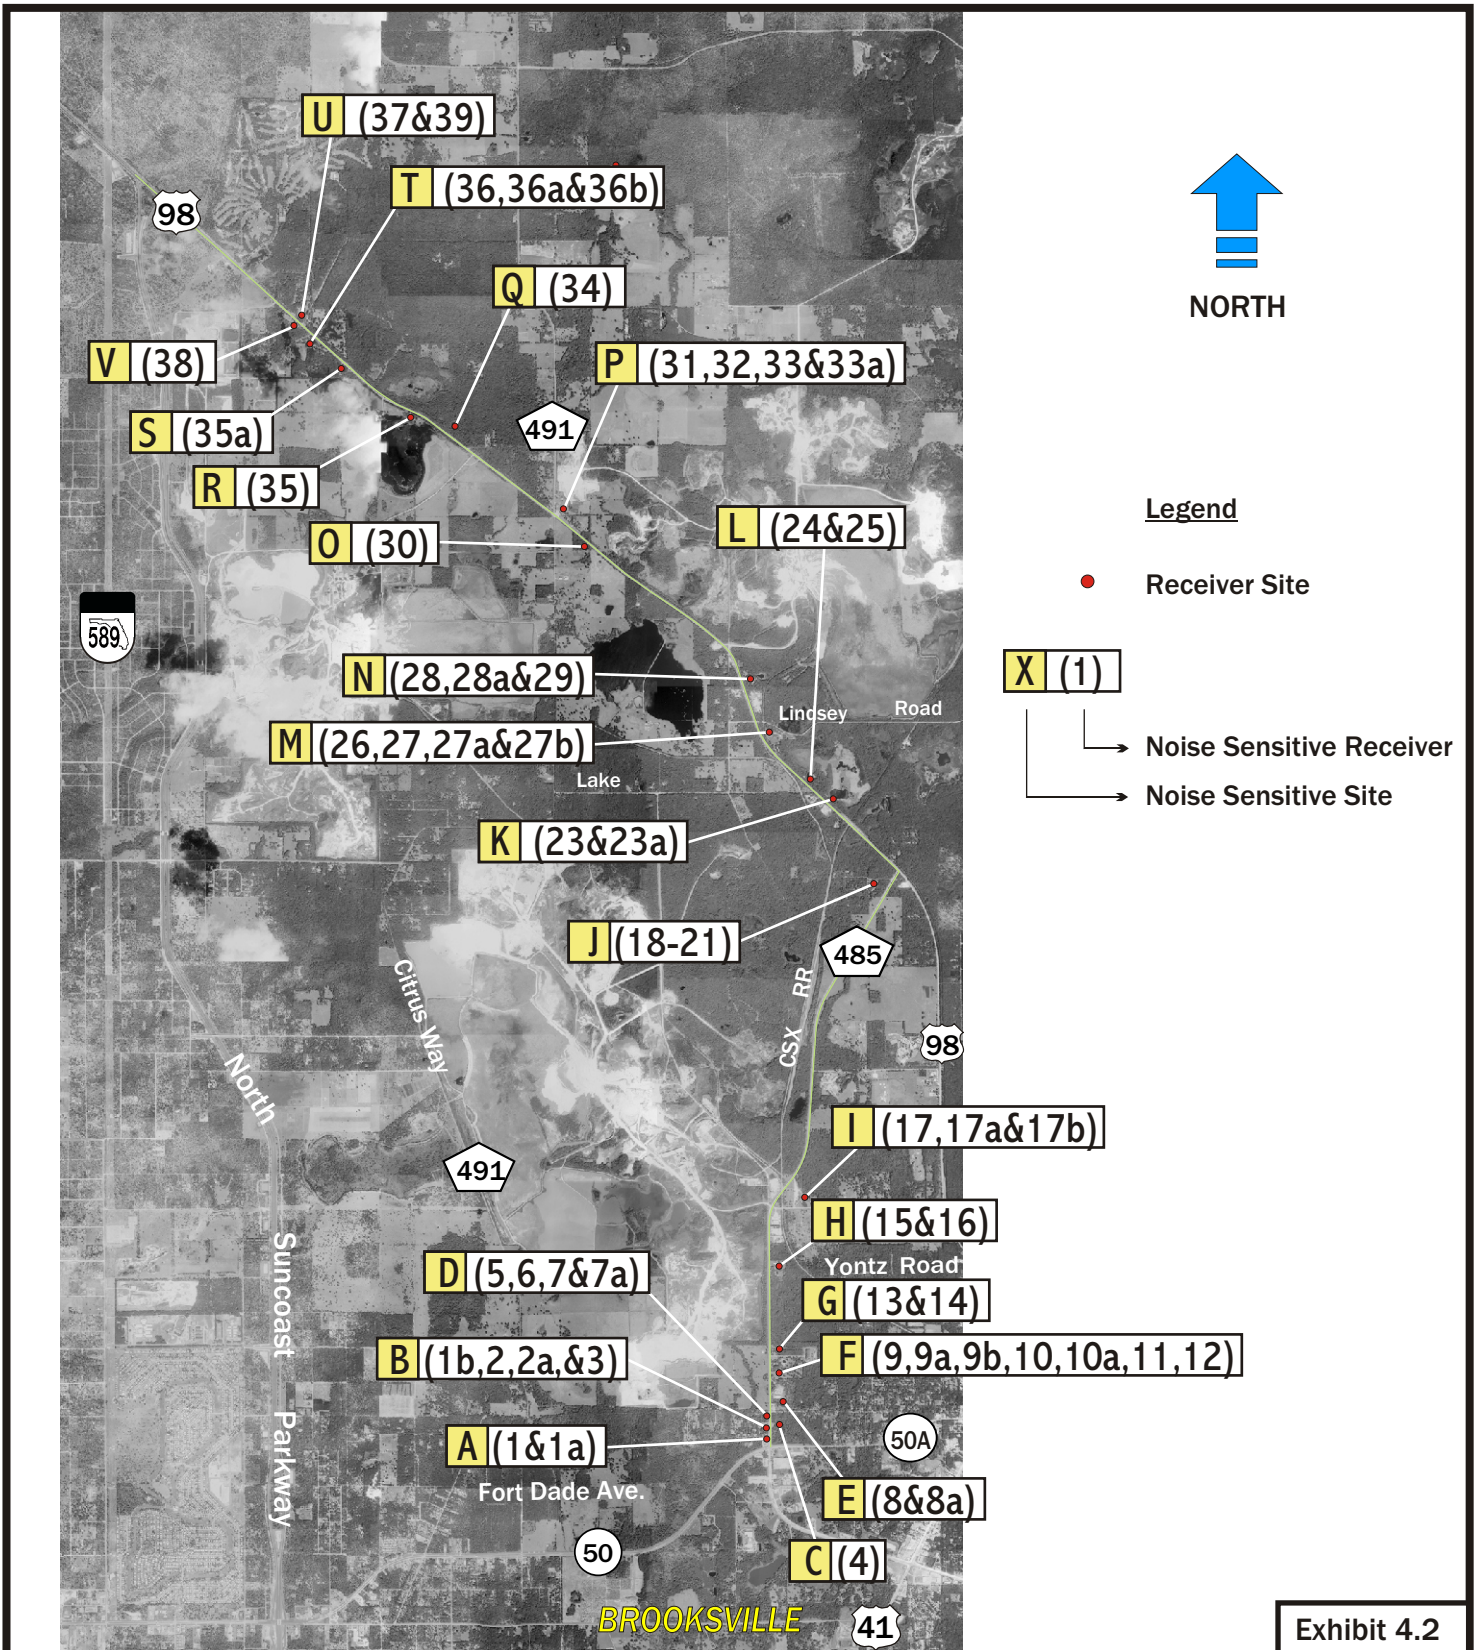 U (37&39)
T (36,36a&36b)
98
NORTH
Q (34)
V (38)
P (31,32,33&33a)
S (35a)
491
R (35)
Legend
L (24&25)
O (30)
Receiver Site
589
X (1)
N (28,28a&29)
Lindsey Road
M (26,27,27a&27b)
Noise Sensitive Receiver
Lake
Noise Sensitive Site
K (23&23a)
J (18-21)
485
Citrus Way
CSX RR
98
North
I (17,17a&17b)
491
H (15&16)
D (5,6,7&7a)
Yontz Road
Suncoast
G (13&14)
B (1b,2,2a,&3)
F (9,9a,9b,10,10a,11,12)
Parkway
A (1&1a)
50A
Fort Dade Ave.
E (8&8a)
50
C (4)
BROOKSVILLE
41
Exhibit 4.2